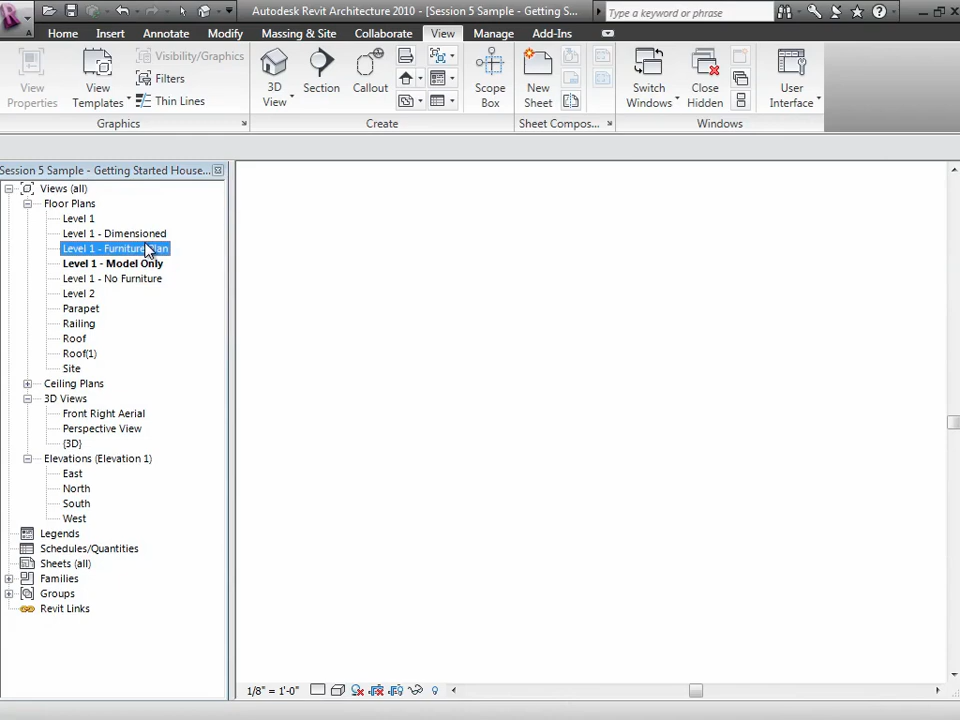 Autodesk Revit Architecture 2010 - [Session 5 Sample - Getting S...
Type a keyword or phrase
Home Insert Annotate Modify Massing & Site Collaborate View Manage Add-Ins
View Properties
View Templates
Visibility/Graphics
Filters
Thin Lines
3D View
Section
Callout
Scope Box
New Sheet
Switch Windows
Close Hidden
User Interface
Graphics Create Sheet Compos... Windows
Session 5 Sample - Getting Started House...
Views (all)
Floor Plans
Level 1
Level 1 - Dimensioned
Level 1 - Furniture Plan
Level 1 - Model Only
Level 1 - No Furniture
Level 2
Parapet
Railing
Roof
Roof(1)
Site
Ceiling Plans
3D Views
Front Right Aerial
Perspective View
{3D}
Elevations (Elevation 1)
East
North
South
West
Legends
Schedules/Quantities
Sheets (all)
Families
Groups
Revit Links
1/8" = 1'-0"